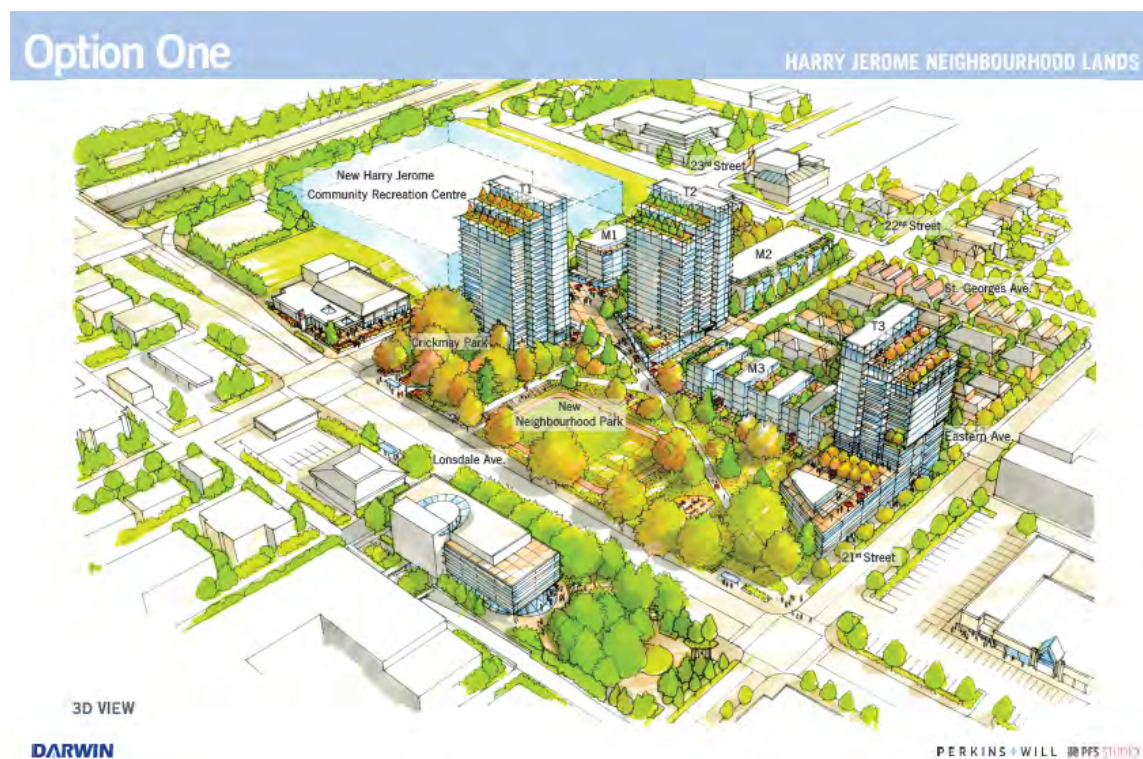 Option One
HARRY JEROME NEIGHBOURHOOD LANDS
New Harry Jerome
Community Recreation Centre
T1
T2
23rd Street
22nd Street
M1
M2
St. Georges Ave.
T3
Crickmay Park
M3
New
Neighbourhood Park
Eastern Ave.
Lonsdale Ave.
21st Street
3D VIEW
DARWIN
PERKINS+WILL PFS STUDIO